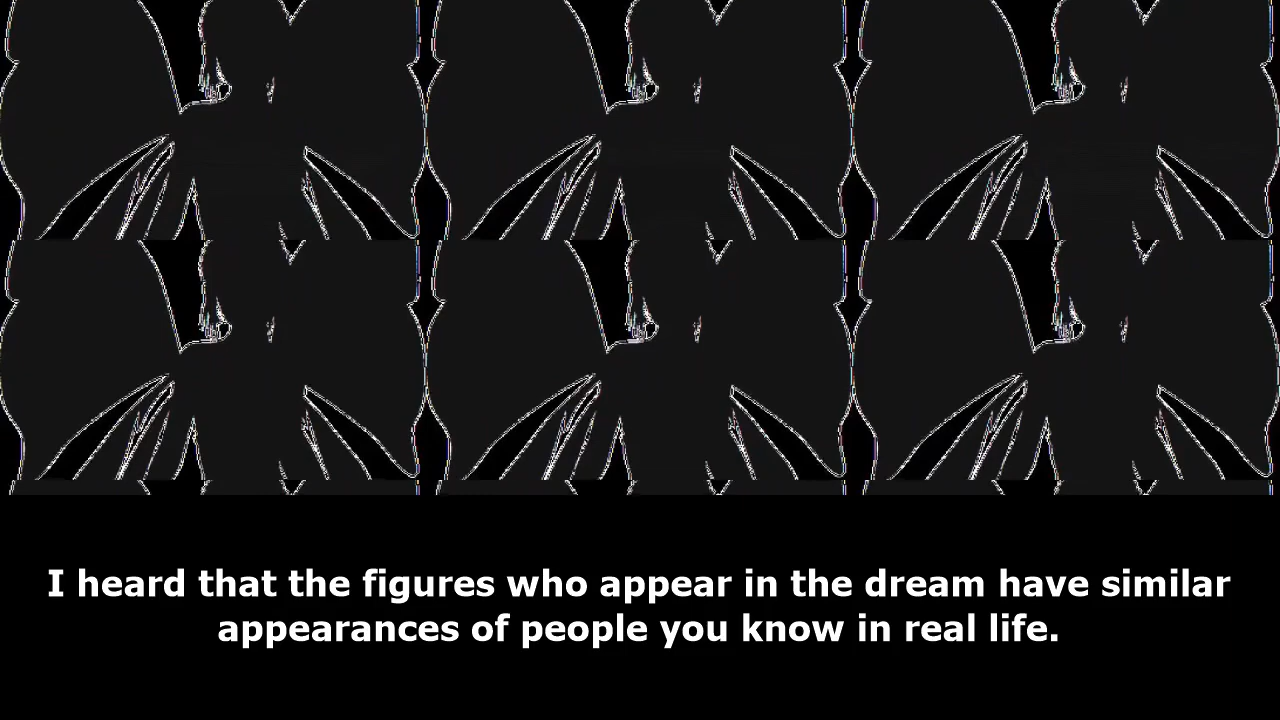 I heard that the figures who appear in the dream have similar
appearances of people you know in real life.